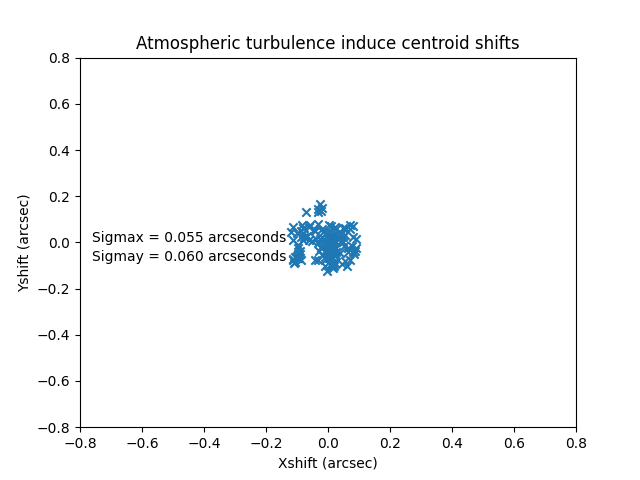 Atmospheric turbulence induce centroid shifts
0.8
0.6
0.4
0.2
0.0
−0.2
−0.4
−0.6
−0.8
Yshift (arcsec)
Sigmax = 0.055 arcseconds
Sigmay = 0.060 arcseconds
−0.8 −0.6 −0.4 −0.2 0.0 0.2 0.4 0.6 0.8
Xshift (arcsec)